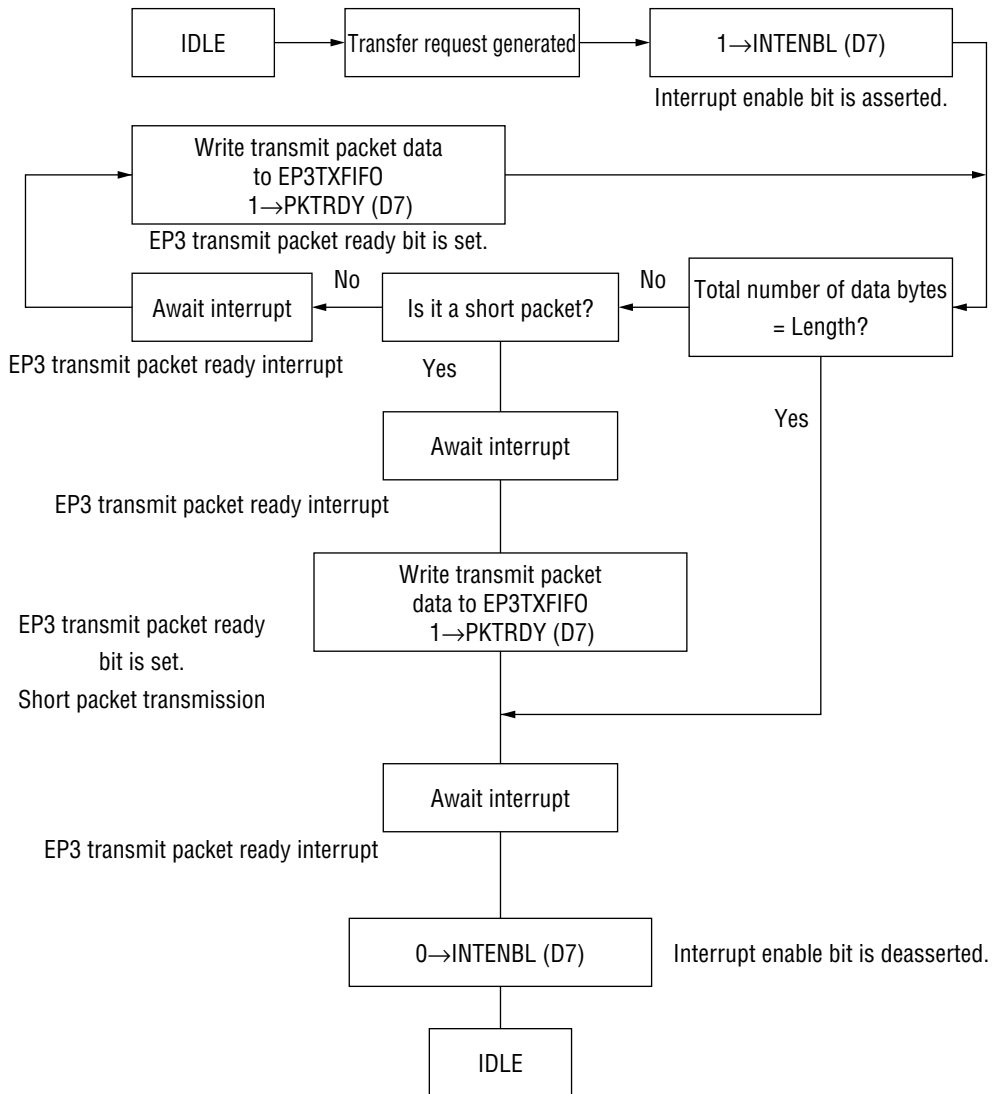 IDLE
Transfer request generated
1→INTENBL (D7)
Interrupt enable bit is asserted.
Write transmit packet data
to EP3TXFIFO
1→PKTRDY (D7)
EP3 transmit packet ready bit is set.
No
No
Await interrupt
Is it a short packet?
Total number of data bytes
= Length?
EP3 transmit packet ready interrupt
Yes
Yes
Await interrupt
EP3 transmit packet ready interrupt
Write transmit packet
data to EP3TXFIFO
1→PKTRDY (D7)
EP3 transmit packet ready
bit is set.
Short packet transmission
Await interrupt
EP3 transmit packet ready interrupt
0→INTENBL (D7)
Interrupt enable bit is deasserted.
IDLE